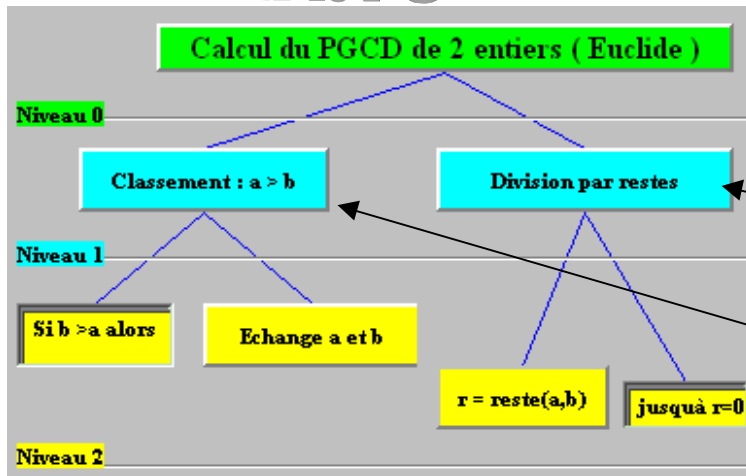 Calcul du PGCD de 2 entiers ( Euclide )
Niveau 0
Classement : a > b
Division par restes
Niveau 1
Si b >a alors
Echange a et b
r = reste(a,b)
jusquà r=0
Niveau 2